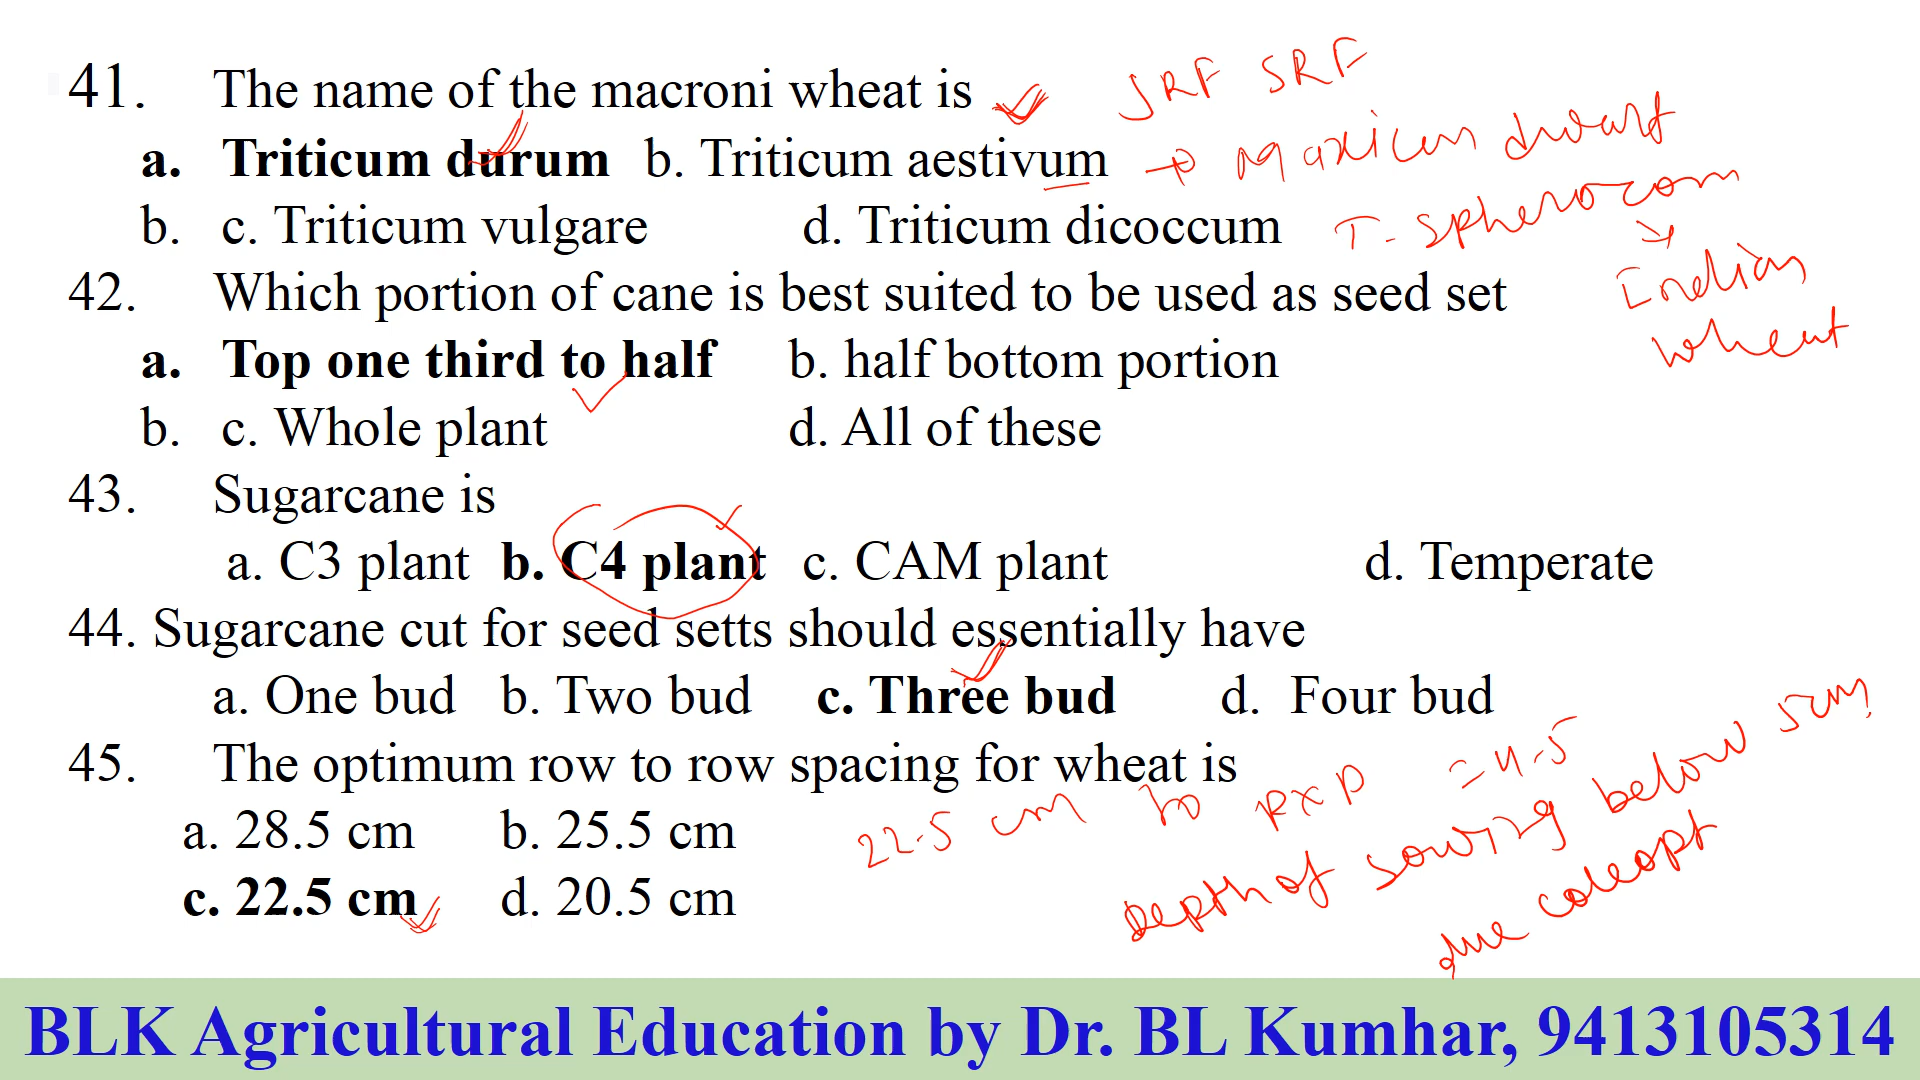 41. The name of the macroni wheat is JRF SRF
a. Triticum durum b. Triticum aestivum → Maxican dwarf
b. c. Triticum vulgare d. Triticum dicoccum T. spherococom
Indian
wheat
42. Which portion of cane is best suited to be used as seed set
a. Top one third to half b. half bottom portion
b. c. Whole plant d. All of these
43. Sugarcane is
a. C3 plant b. C4 plant c. CAM plant d. Temperate
44. Sugarcane cut for seed setts should essentially have
a. One bud b. Two bud c. Three bud d. Four bud
45. The optimum row to row spacing for wheat is
22.5 cm PXP = 4-5
a. 28.5 cm b. 25.5 cm
Depth of sowing below 5cm
due coleopt
c. 22.5 cm d. 20.5 cm
BLK Agricultural Education by Dr. BL Kumhar, 9413105314